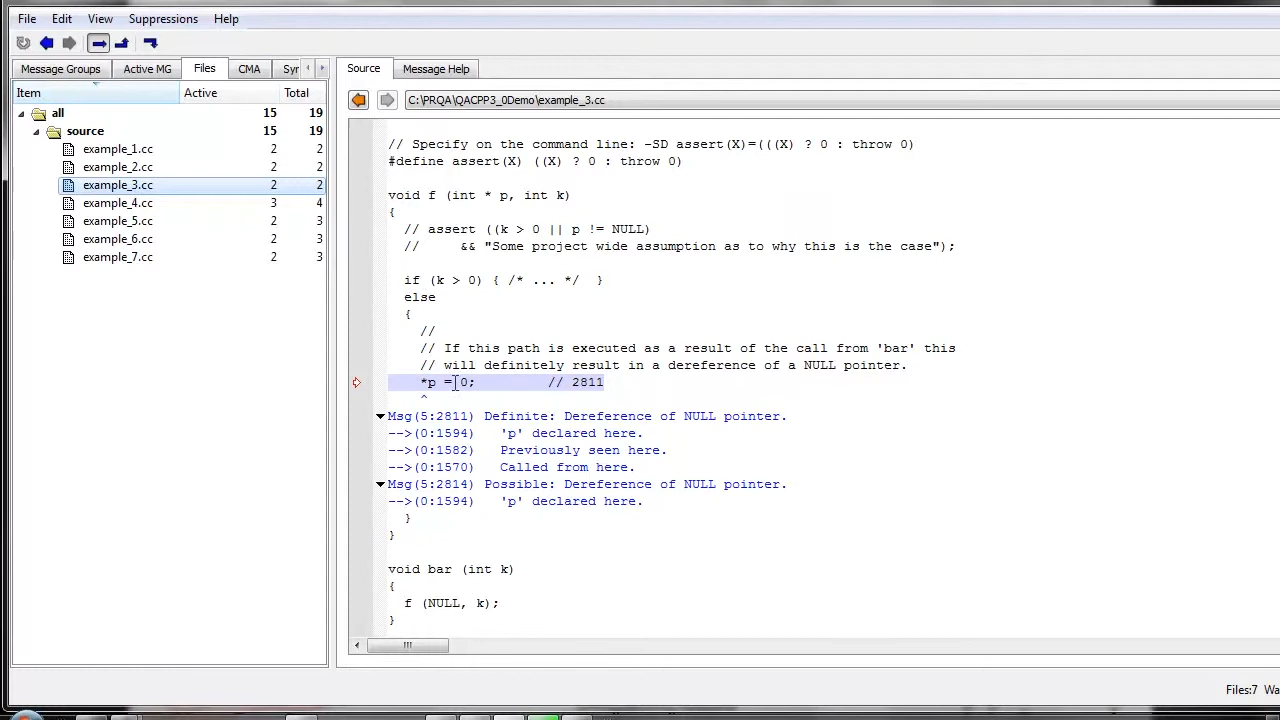 File Edit View Suppressions Help
Message Groups Active MG Files CMA Syr
Source Message Help
Item Active Total
C:\PRQA\QACPP3_0Demo\example_3.cc
all 15 19
source 15 19
example_1.cc 2 2
example_2.cc 2 2
example_3.cc 2 2
example_4.cc 3 4
example_5.cc 2 3
example_6.cc 2 3
example_7.cc 2 3
// Specify on the command line: -SD assert(X)=(((X) ? 0 : throw 0)
#define assert(X) ((X) ? 0 : throw 0)
void f (int * p, int k)
{
// assert ((k > 0 || p != NULL)
// && "Some project wide assumption as to why this is the case");
if (k > 0) { /* ... */ }
else
{
//
// If this path is executed as a result of the call from 'bar' this
// will definitely result in a dereference of a NULL pointer.
*p = 0; // 2811
^
Msg(5:2811) Definite: Dereference of NULL pointer.
-->(0:1594) 'p' declared here.
-->(0:1582) Previously seen here.
-->(0:1570) Called from here.
Msg(5:2814) Possible: Dereference of NULL pointer.
-->(0:1594) 'p' declared here.
}
}
void bar (int k)
{
f (NULL, k);
}
Files:7 Wa